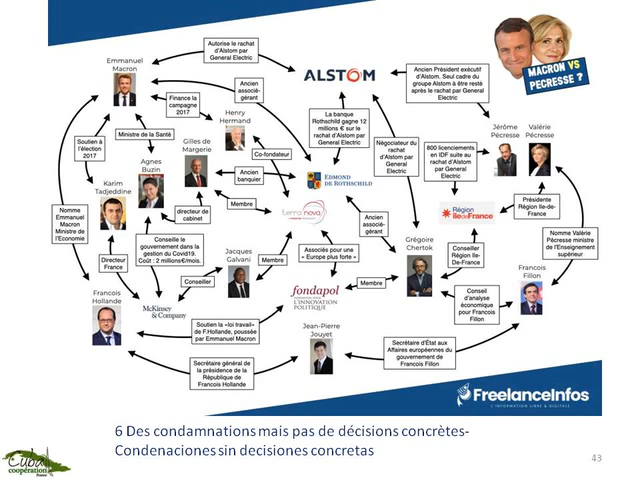 Autorise le rachat
d'Alstom par
General Electric
Emmanuel
Macron
ALSTOM
Ancien Président exécutif
d'Alstom. Seul cadre du
groupe Alstom à être resté
après le rachat par General
Electric
MACRON VS
PECRESSE ?
Ancien
associé-
gérant
Finance la
campagne
2017
Henry
Hermand
La banque
Rothschild gagne 12
millions € sur le
rachat d'Alstom par
General Electric
Soutien à
l'élection
2017
Ministre de la Santé
Gilles de
Margerie
Agnes
Buzin
Co-fondateur
Négociateur du
rachat
d'Alstom par
General
Electric
800 licenciements
en IDF suite au
rachat d'Alstom
par General
Electric
Jérôme
Pécresse
Valérie
Pécresse
Karim
Tadjeddine
Ancien
banquier
EDMOND
DE ROTHSCHILD
Membre
terra nova
Région
îledeFrance
Présidente
Région Ile-de-
France
Nomme
Emmanuel
Macron
Ministre de
l'Economie
directeur de
cabinet
Ancien
associé-
gérant
Grégoire
Chertok
Conseiller
Région Ile-
De-France
Nomme Valérie
Pécresse ministre
de l'Enseignement
supérieur
Conseille le
gouvernement dans
la gestion du Covid19.
Coût : 2 millions€/mois.
Jacques
Galvani
Associés pour une
« Europe plus forte »
Directeur
France
Membre
Conseiller
Membre
Francois
Fillon
Francois
Hollande
McKinsey
& Company
fondapol
FONDATION POUR
L'INNOVATION
POLITIQUE
Conseil
d'analyse
économique pour
Francois Fillon
Soutien la «loi travail»
de F.Hollande, poussée
par Emmanuel Macron
Jean-Pierre
Jouyet
Secrétaire d'État aux
Affaires européennes du
gouvernement de
Francois Fillon
Secrétaire général de
la présidence de la
République de
Francois Hollande
FreelanceInfos
L'INFORMATION LIBRE & DIGITALE
6 Des condamnations mais pas de décisions concrètes-
Condenaciones sin decisiones concretas
Cuba
coopération
France
43